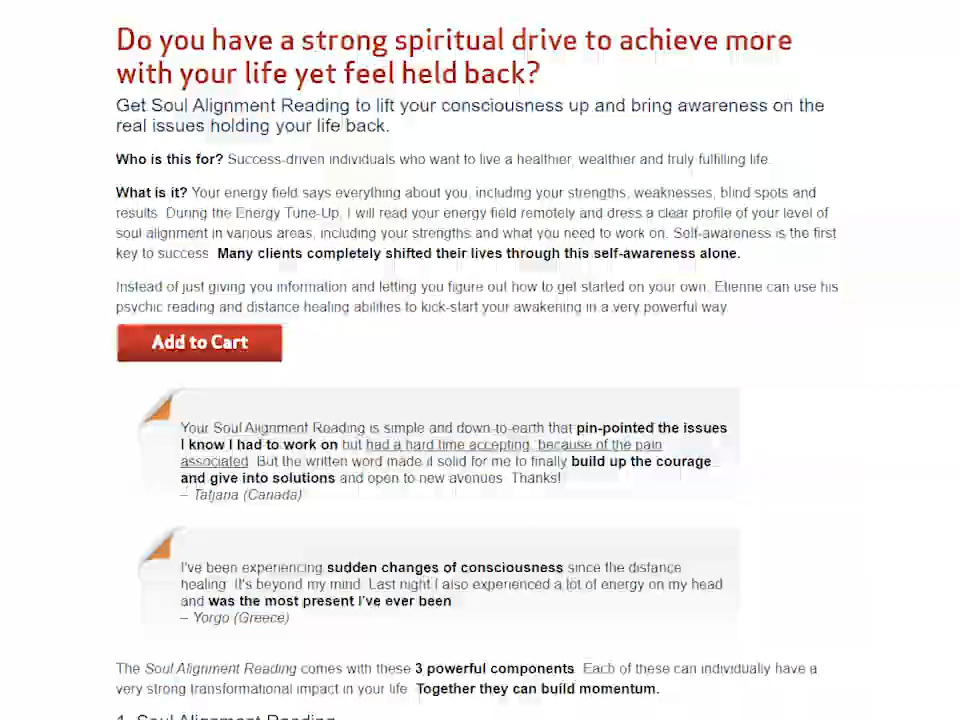 Do you have a strong spiritual drive to achieve more
with your life yet feel held back?
Get Soul Alignment Reading to lift your consciousness up and bring awareness on the
real issues holding your life back.
Who is this for? Success-driven individuals who want to live a healthier, wealthier and truly fulfilling life.
What is it? Your energy field says everything about you, including your strengths, weaknesses, blind spots and
results. During the Energy Tune-Up, I will read your energy field remotely and dress a clear profile of your level of
soul alignment in various areas, including your strengths and what you need to work on. Self-awareness is the first
key to success. Many clients completely shifted their lives through this self-awareness alone.
Instead of just giving you information and letting you figure out how to get started on your own, Etienne can use his
psychic reading and distance healing abilities to kick-start your awakening in a very powerful way.
Add to Cart
Your Soul Alignment Reading is simple and down-to-earth that pin-pointed the issues
I know I had to work on but had a hard time accepting, because of the pain
associated. But the written word made it solid for me to finally build up the courage
and give into solutions and open to new avenues. Thanks!
– Tatjana (Canada)
I've been experiencing sudden changes of consciousness since the distance
healing. It's beyond my mind. Last night I also experienced a lot of energy on my head
and was the most present I've ever been
– Yorgo (Greece)
The Soul Alignment Reading comes with these 3 powerful components. Each of these can individually have a
very strong transformational impact in your life. Together they can build momentum.
1. Soul Alignment Reading